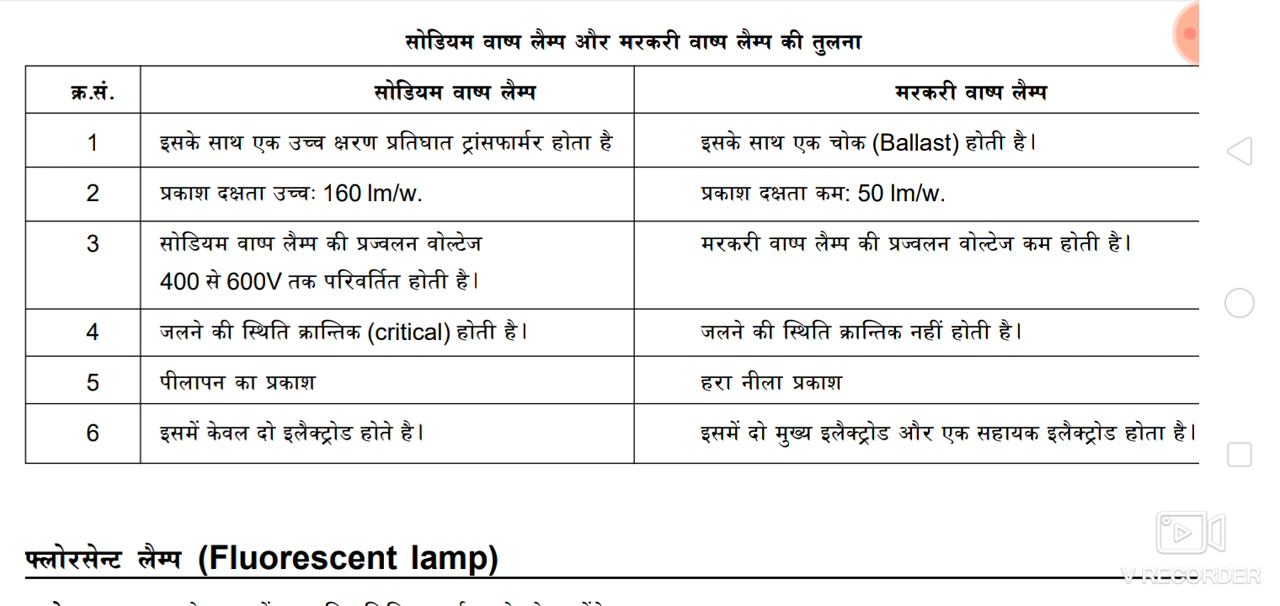 सोडियम वाष्प लैम्प और मरकरी वाष्प लैम्प की तुलना
क्र.सं. सोडियम वाष्प लैम्प मरकरी वाष्प लैम्प
1 इसके साथ एक उच्च क्षरण प्रतिघात ट्रांसफार्मर होता है इसके साथ एक चोक (Ballast) होती है।
2 प्रकाश दक्षता उच्च: 160 lm/w. प्रकाश दक्षता कम: 50 lm/w.
3 सोडियम वाष्प लैम्प की प्रज्वलन वोल्टेज मरकरी वाष्प लैम्प की प्रज्वलन वोल्टेज कम होती है।
400 से 600V तक परिवर्तित होती है।
4 जलने की स्थिति क्रान्तिक (critical) होती है। जलने की स्थिति क्रान्तिक नहीं होती है।
5 पीलापन का प्रकाश हरा नीला प्रकाश
6 इसमें केवल दो इलैक्ट्रोड होते है। इसमें दो मुख्य इलैक्ट्रोड और एक सहायक इलैक्ट्रोड होता है।
फ्लोरसेन्ट लैम्प (Fluorescent lamp)
V RECORDER